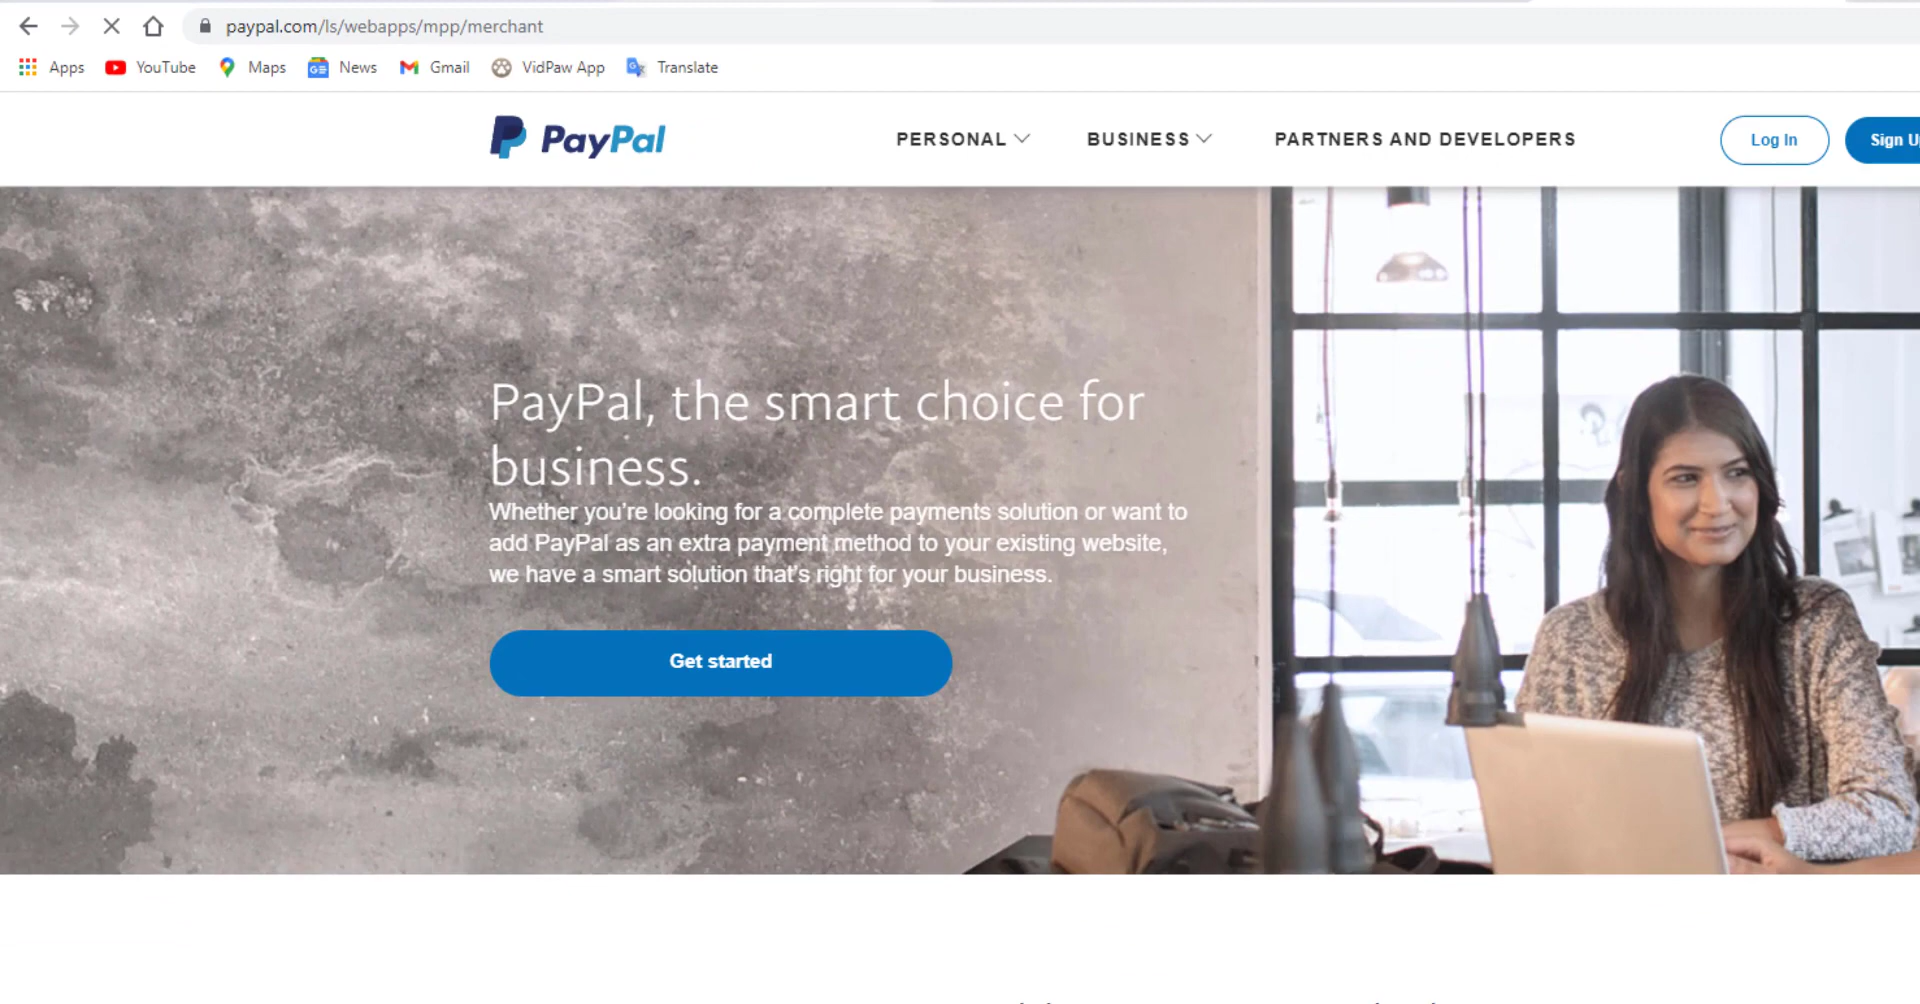 paypal.com/ls/webapps/mpp/merchant
Apps YouTube Maps GE News Gmail VidPaw App Translate
PayPal PERSONAL BUSINESS PARTNERS AND DEVELOPERS Log In Sign U
PayPal, the smart choice for
business.
Whether you're looking for a complete payments solution or want to
add PayPal as an extra payment method to your existing website,
we have a smart solution that's right for your business.
Get started